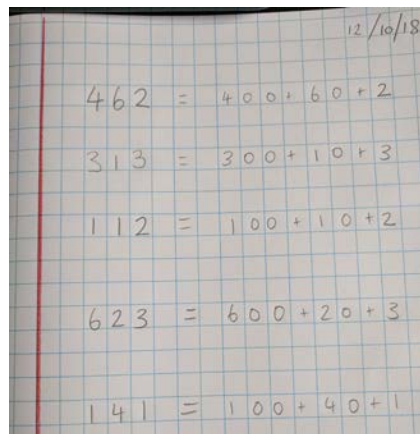 12/10/18
462 = 400 + 60 + 2
313 = 300 + 10 + 3
112 = 100 + 10 + 2
623 = 600 + 20 + 3
141 = 100 + 40 + 1